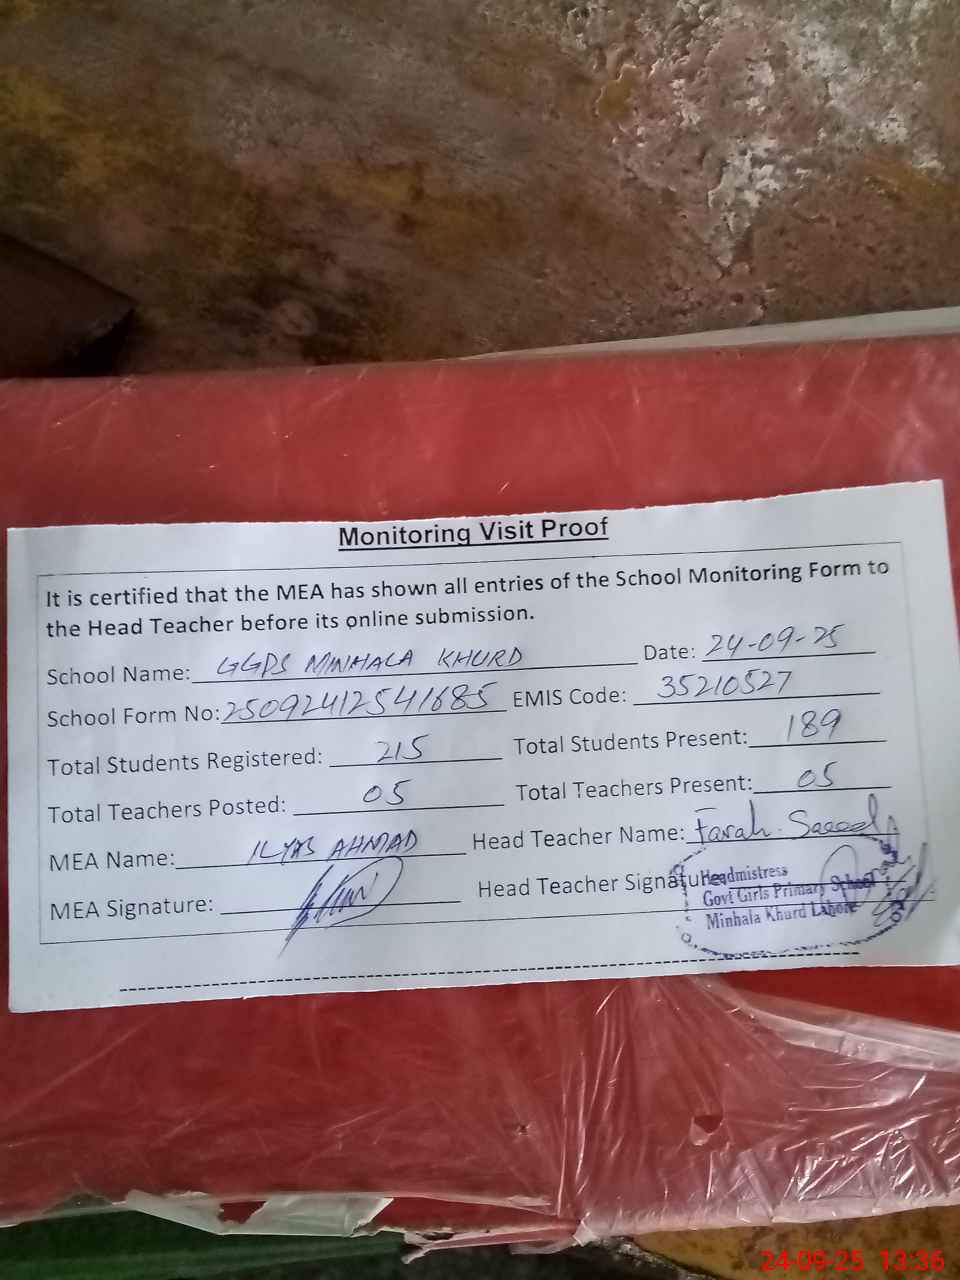 Monitoring Visit Proof
It is certified that the MEA has shown all entries of the School Monitoring Form to
the Head Teacher before its online submission.
School Name: GGPS MINHALA KHURD Date: 24-09-25
School Form No: 25092412541685 EMIS Code: 35210527
Total Students Registered: 215 Total Students Present: 189
Total Teachers Posted: 05 Total Teachers Present: 05
MEA Name: ILYAS AHMAD Head Teacher Name: Farah Saeed
MEA Signature: Head Teacher Signature
Headmistress
Govt Girls Primary School
Minhala Khurd Lahore
24-09-25 13:36